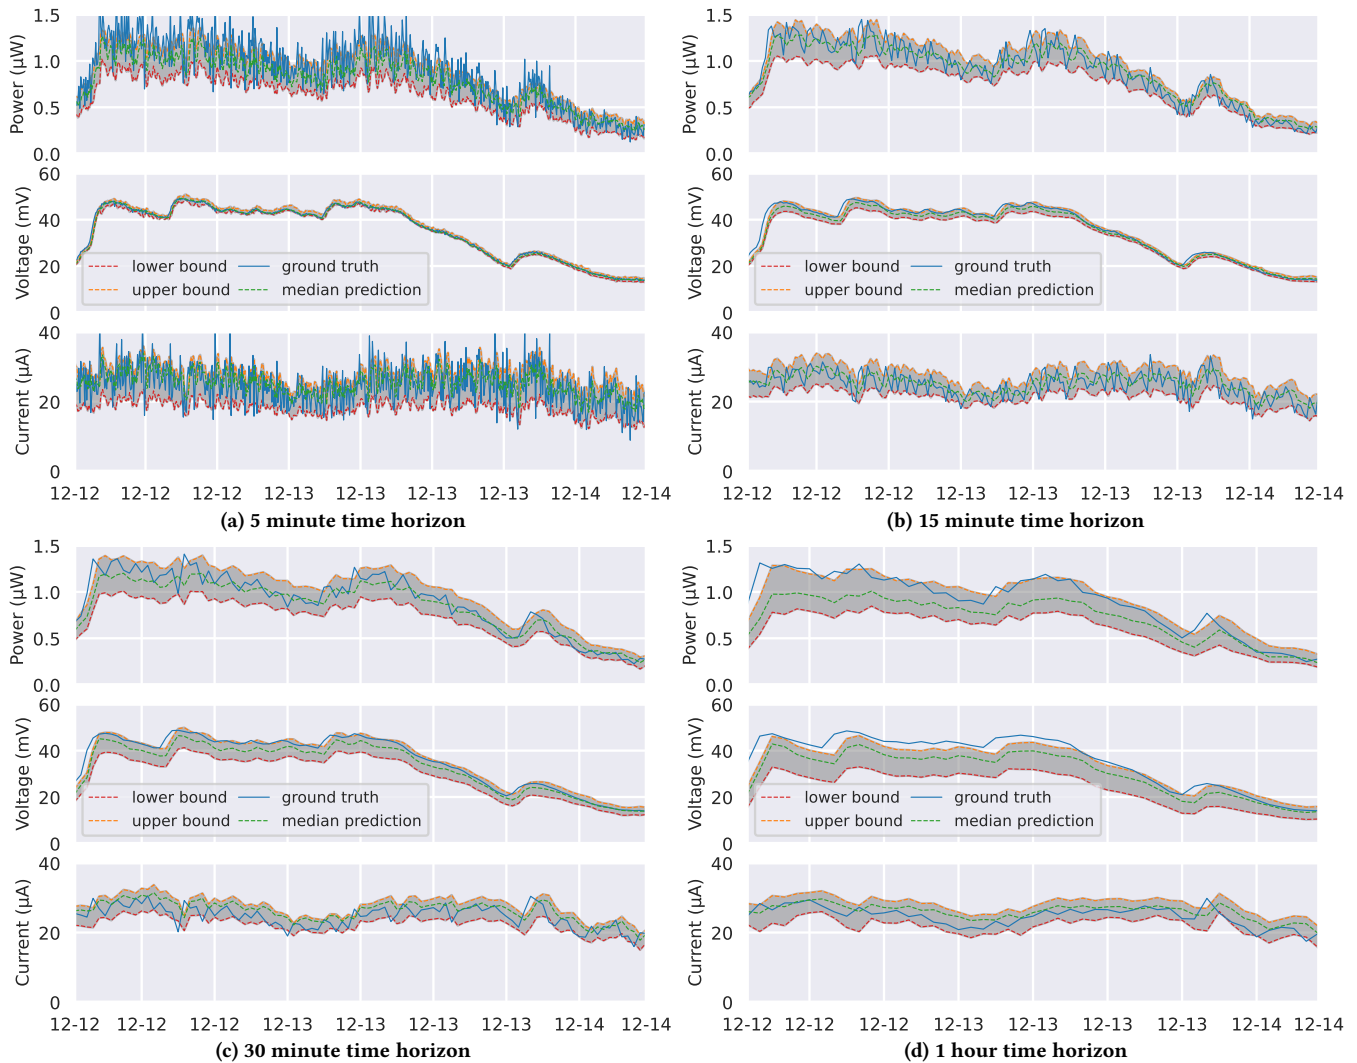 Power (µW)
1.5
1.0
0.5
0.0
Voltage (mV)
60
40
20
0
lower bound
upper bound
ground truth
median prediction
Current (µA)
40
20
0
12-12 12-12 12-12 12-13 12-13 12-13 12-13 12-14 12-14
(a) 5 minute time horizon
Power (µW)
1.5
1.0
0.5
0.0
Voltage (mV)
60
40
20
0
lower bound
upper bound
ground truth
median prediction
Current (µA)
40
20
0
12-12 12-12 12-12 12-13 12-13 12-13 12-13 12-14 12-14
(b) 15 minute time horizon
Power (µW)
1.5
1.0
0.5
0.0
Voltage (mV)
60
40
20
0
lower bound
upper bound
ground truth
median prediction
Current (µA)
40
20
0
12-12 12-12 12-12 12-13 12-13 12-13 12-13 12-14 12-14
(c) 30 minute time horizon
Power (µW)
1.5
1.0
0.5
0.0
Voltage (mV)
60
40
20
0
lower bound
upper bound
ground truth
median prediction
Current (µA)
40
20
0
12-12 12-12 12-12 12-13 12-13 12-13 12-13 12-14 12-14
(d) 1 hour time horizon